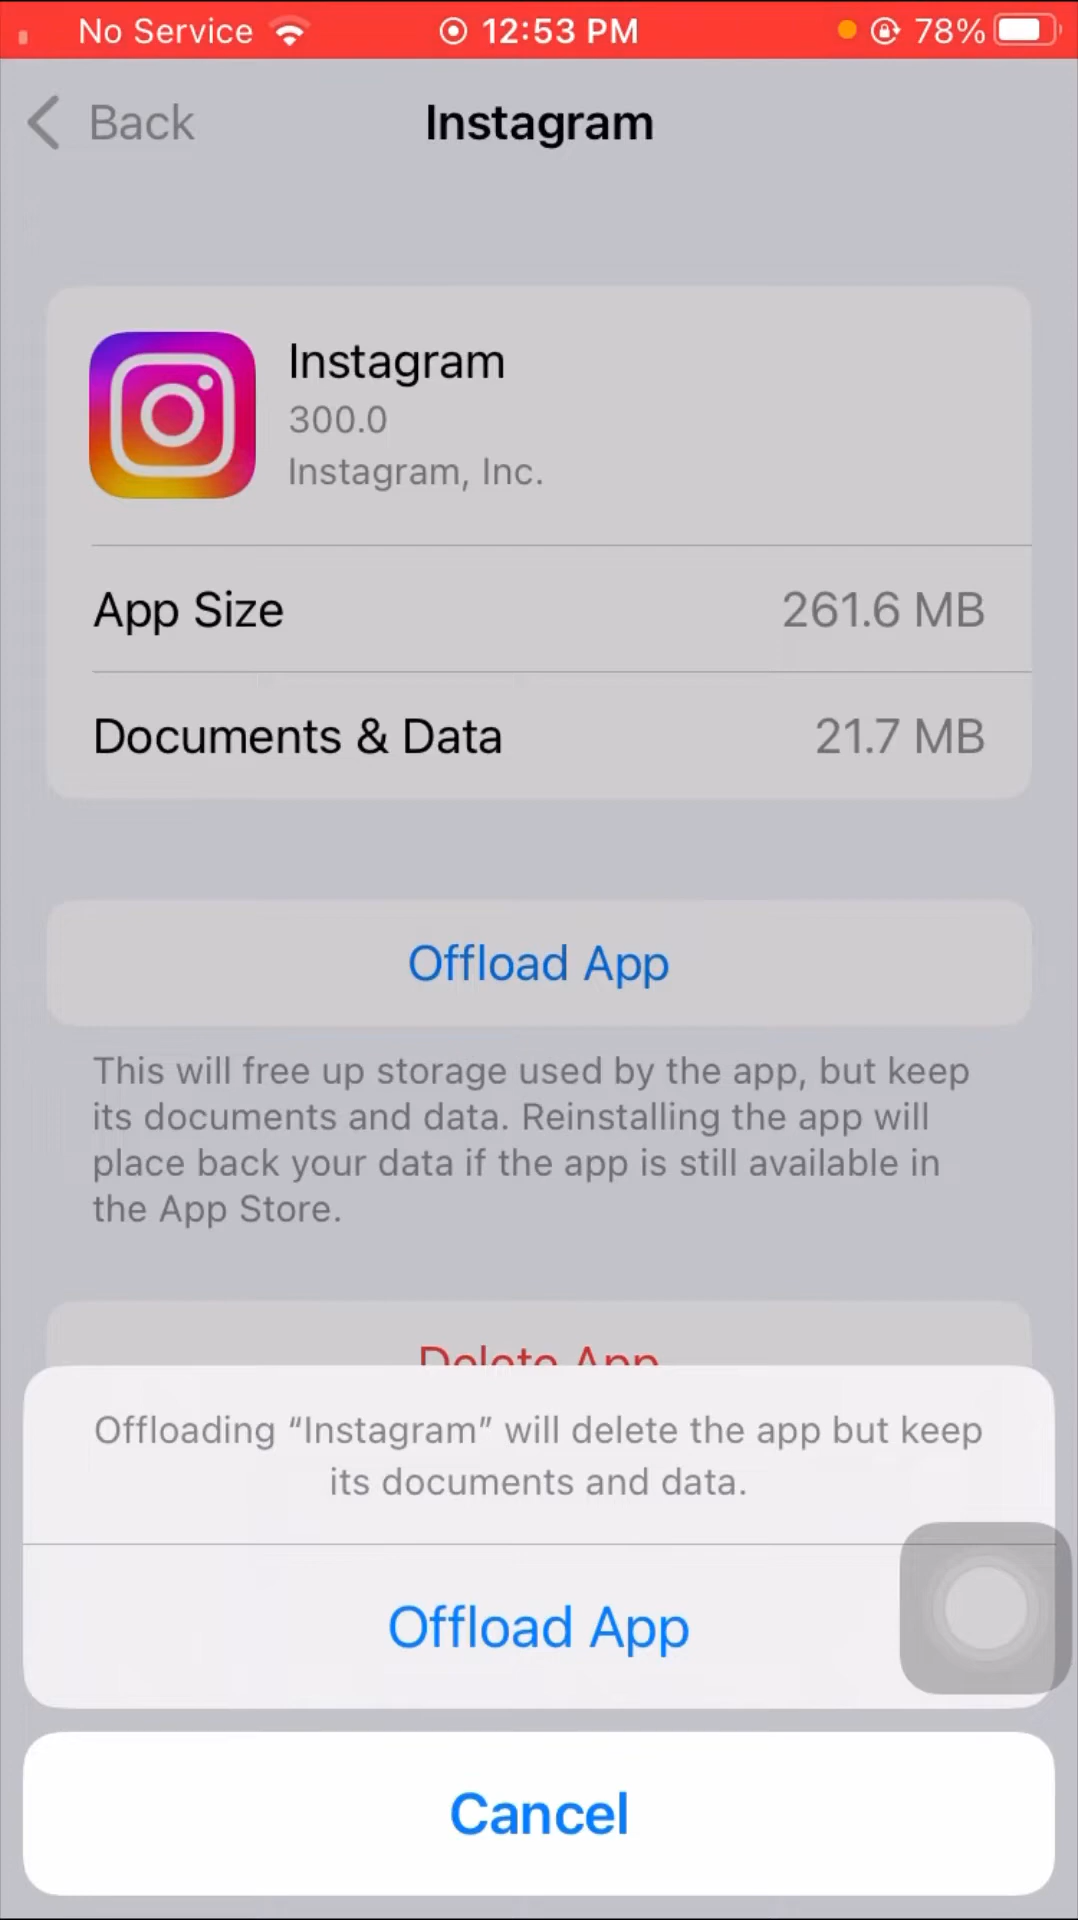 No Service 12:53 PM 78%
Back Instagram
Instagram
300.0
Instagram, Inc.
App Size 261.6 MB
Documents & Data 21.7 MB
Offload App
This will free up storage used by the app, but keep
its documents and data. Reinstalling the app will
place back your data if the app is still available in
the App Store.
Delete App
Offloading “Instagram” will delete the app but keep
its documents and data.
Offload App
Cancel